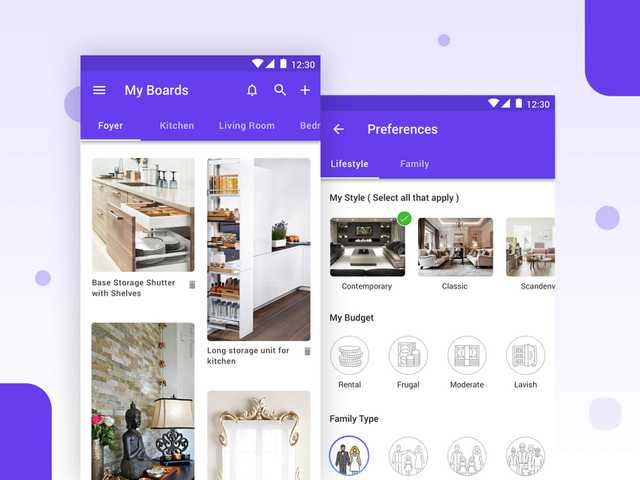 12:30
My Boards
Foyer Kitchen Living Room Bedr
Base Storage Shutter
with Shelves
Long storage unit for
kitchen
12:30
Preferences
Lifestyle Family
My Style ( Select all that apply )
Contemporary Classic Scandenv
My Budget
Rental Frugal Moderate Lavish
Family Type